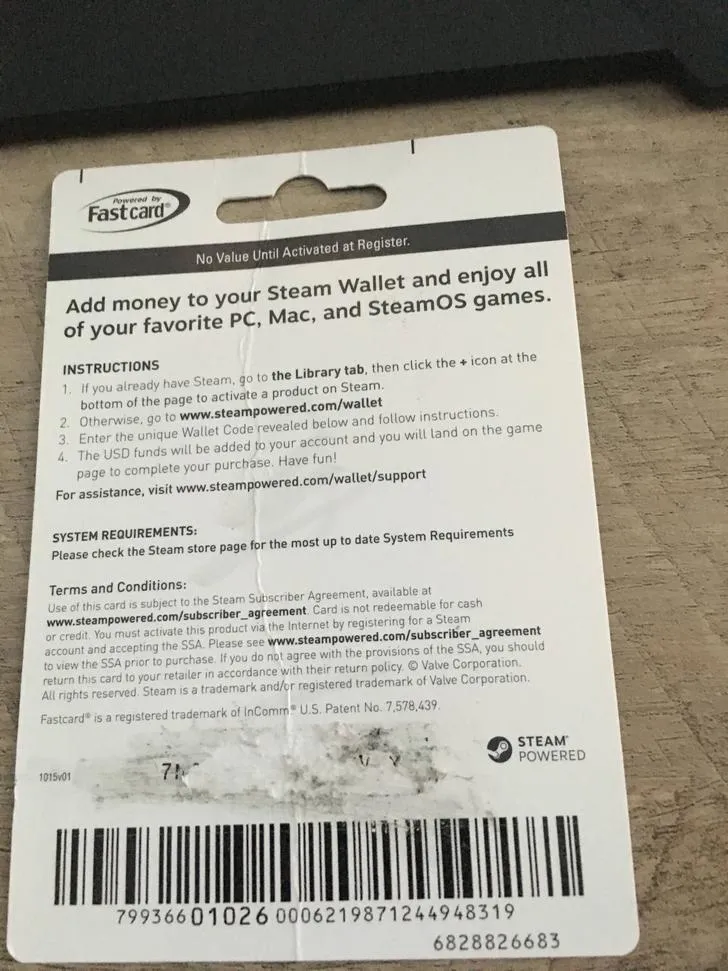 Powered by
Fastcard®
No Value Until Activated at Register.
Add money to your Steam Wallet and enjoy all
of your favorite PC, Mac, and SteamOS games.
INSTRUCTIONS
1. If you already have Steam, go to the Library tab, then click the + icon at the
bottom of the page to activate a product on Steam.
2. Otherwise, go to www.steampowered.com/wallet
3. Enter the unique Wallet Code revealed below and follow instructions.
4. The USD funds will be added to your account and you will land on the game
page to complete your purchase. Have fun!
For assistance, visit www.steampowered.com/wallet/support
SYSTEM REQUIREMENTS:
Please check the Steam store page for the most up to date System Requirements
Terms and Conditions:
Use of this card is subject to the Steam Subscriber Agreement, available at
www.steampowered.com/subscriber_agreement. Card is not redeemable for cash
or credit. You must activate this product via the Internet by registering for a Steam
account and accepting the SSA. Please see www.steampowered.com/subscriber_agreement
to view the SSA prior to purchase. If you do not agree with the provisions of the SSA, you should
return this card to your retailer in accordance with their return policy. © Valve Corporation.
All rights reserved. Steam is a trademark and/or registered trademark of Valve Corporation.
Fastcard® is a registered trademark of InComm.® U.S. Patent No. 7,578,439.
STEAM™
POWERED
1015v01
79936601026 0006219871244948319
6828826683